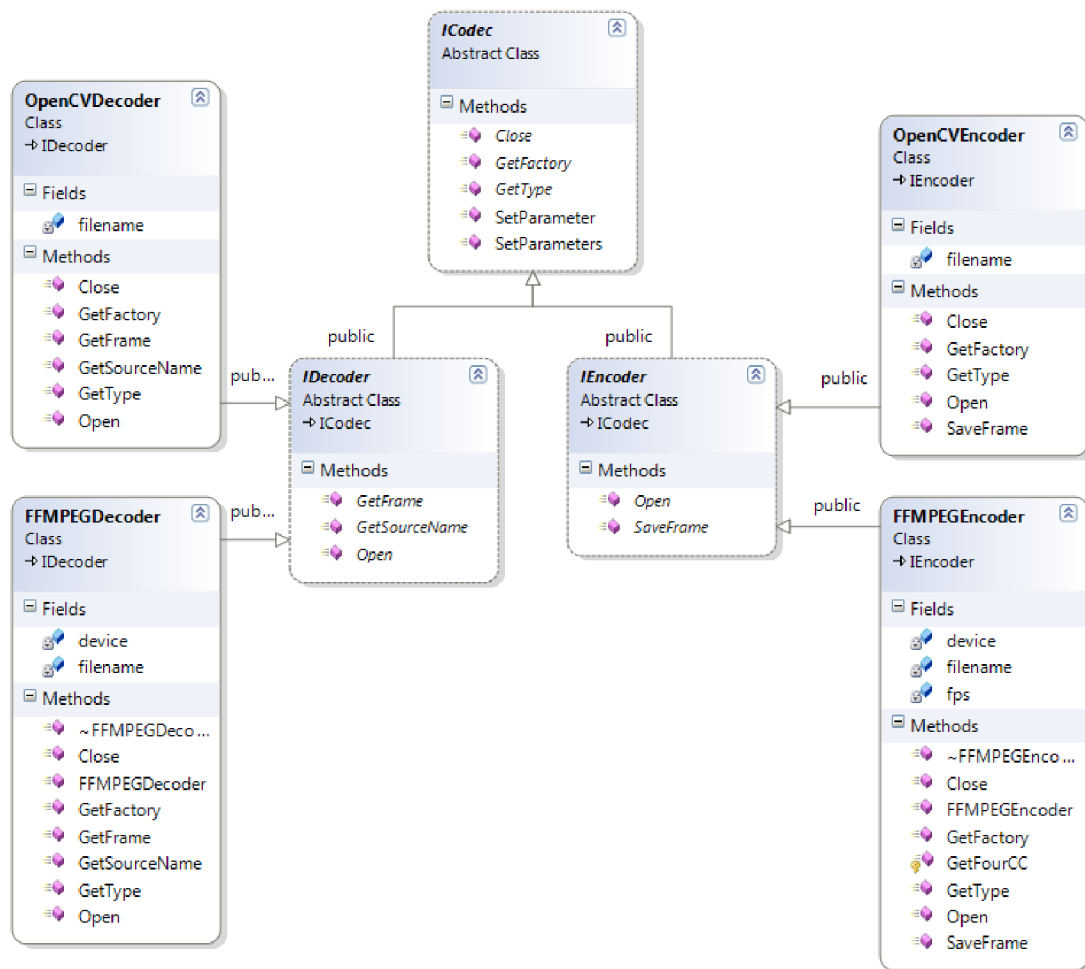 ICodec
Abstract Class
Methods
Close
GetFactory
GetType
SetParameter
SetParameters
OpenCVDecoder
Class
IDecoder
Fields
filename
Methods
Close
GetFactory
GetFrame
GetSourceName
GetType
Open
OpenCVEncoder
Class
IEncoder
Fields
filename
Methods
Close
GetFactory
GetType
Open
SaveFrame
public
public
pub...
public
IDecoder
Abstract Class
ICodec
Methods
GetFrame
GetSourceName
Open
IEncoder
Abstract Class
ICodec
Methods
Open
SaveFrame
pub...
public
FFMPEGDecoder
Class
IDecoder
Fields
device
filename
Methods
~FFMPEGDeco...
Close
FFMPEGDecoder
GetFactory
GetFrame
GetSourceName
GetType
Open
FFMPEGEncoder
Class
IEncoder
Fields
device
filename
fps
Methods
~FFMPEGEnco...
Close
FFMPEGEncoder
GetFactory
GetFourCC
GetType
Open
SaveFrame